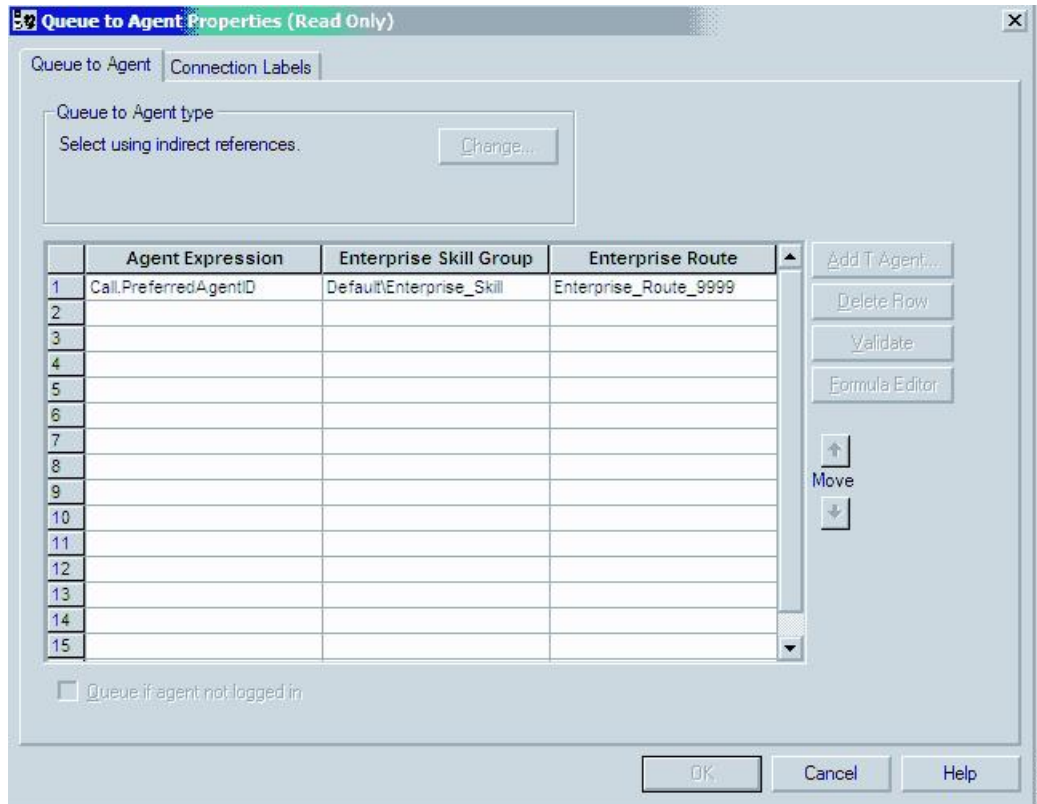 Queue to Agent Properties (Read Only)
Queue to Agent
Connection Labels
Queue to Agent type
Select using indirect references.
Change...
Agent Expression Enterprise Skill Group Enterprise Route
1 Call.PreferredAgentID Default\Enterprise_Skill Enterprise_Route_9999
2
3
4
5
6
7
8
9
10
11
12
13
14
15
Add T Agent...
Delete Row
Validate
Formula Editor
Move
Queue if agent not logged in
OK Cancel Help